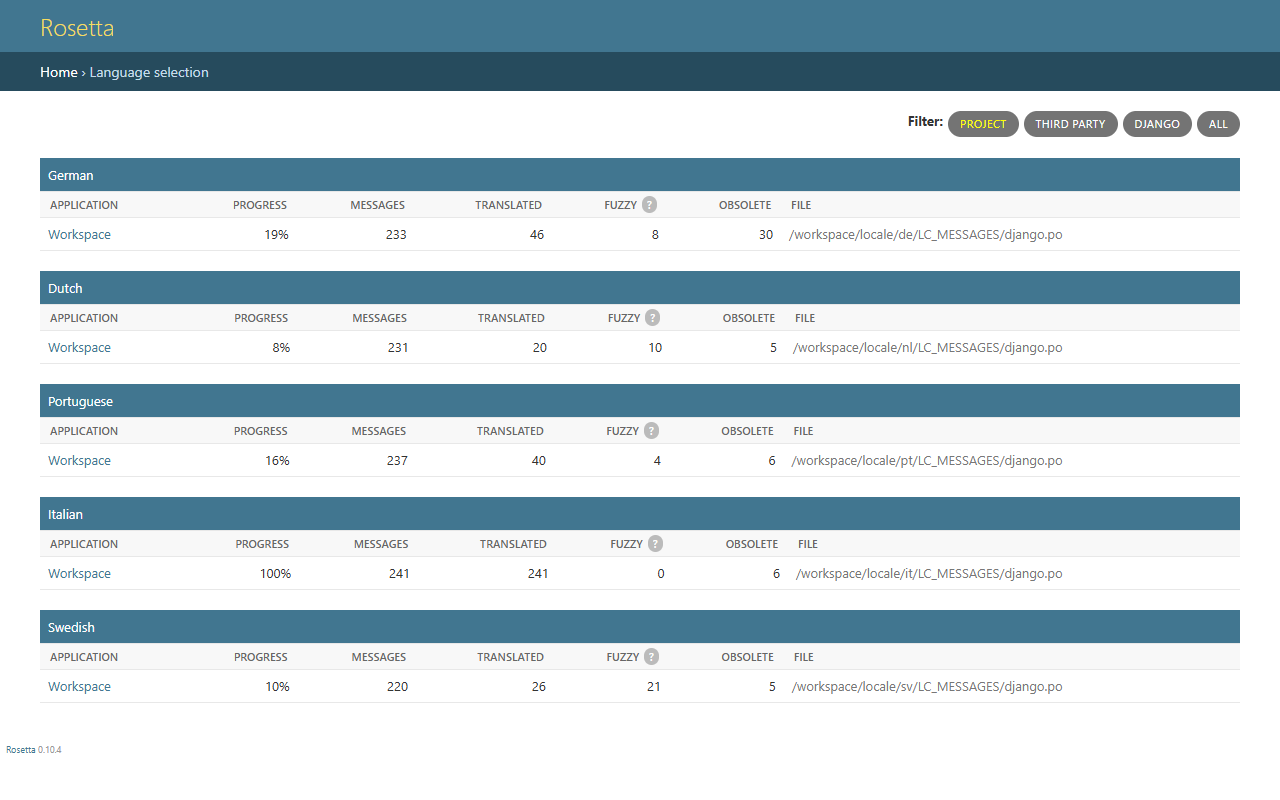 Rosetta
Home › Language selection
Filter: PROJECT THIRD PARTY DJANGO ALL
German
APPLICATION PROGRESS MESSAGES TRANSLATED FUZZY ? OBSOLETE FILE
Workspace 19% 233 46 8 30 /workspace/locale/de/LC_MESSAGES/django.po
Dutch
APPLICATION PROGRESS MESSAGES TRANSLATED FUZZY ? OBSOLETE FILE
Workspace 8% 231 20 10 5 /workspace/locale/nl/LC_MESSAGES/django.po
Portuguese
APPLICATION PROGRESS MESSAGES TRANSLATED FUZZY ? OBSOLETE FILE
Workspace 16% 237 40 4 6 /workspace/locale/pt/LC_MESSAGES/django.po
Italian
APPLICATION PROGRESS MESSAGES TRANSLATED FUZZY ? OBSOLETE FILE
Workspace 100% 241 241 0 6 /workspace/locale/it/LC_MESSAGES/django.po
Swedish
APPLICATION PROGRESS MESSAGES TRANSLATED FUZZY ? OBSOLETE FILE
Workspace 10% 220 26 21 5 /workspace/locale/sv/LC_MESSAGES/django.po
Rosetta 0.10.4